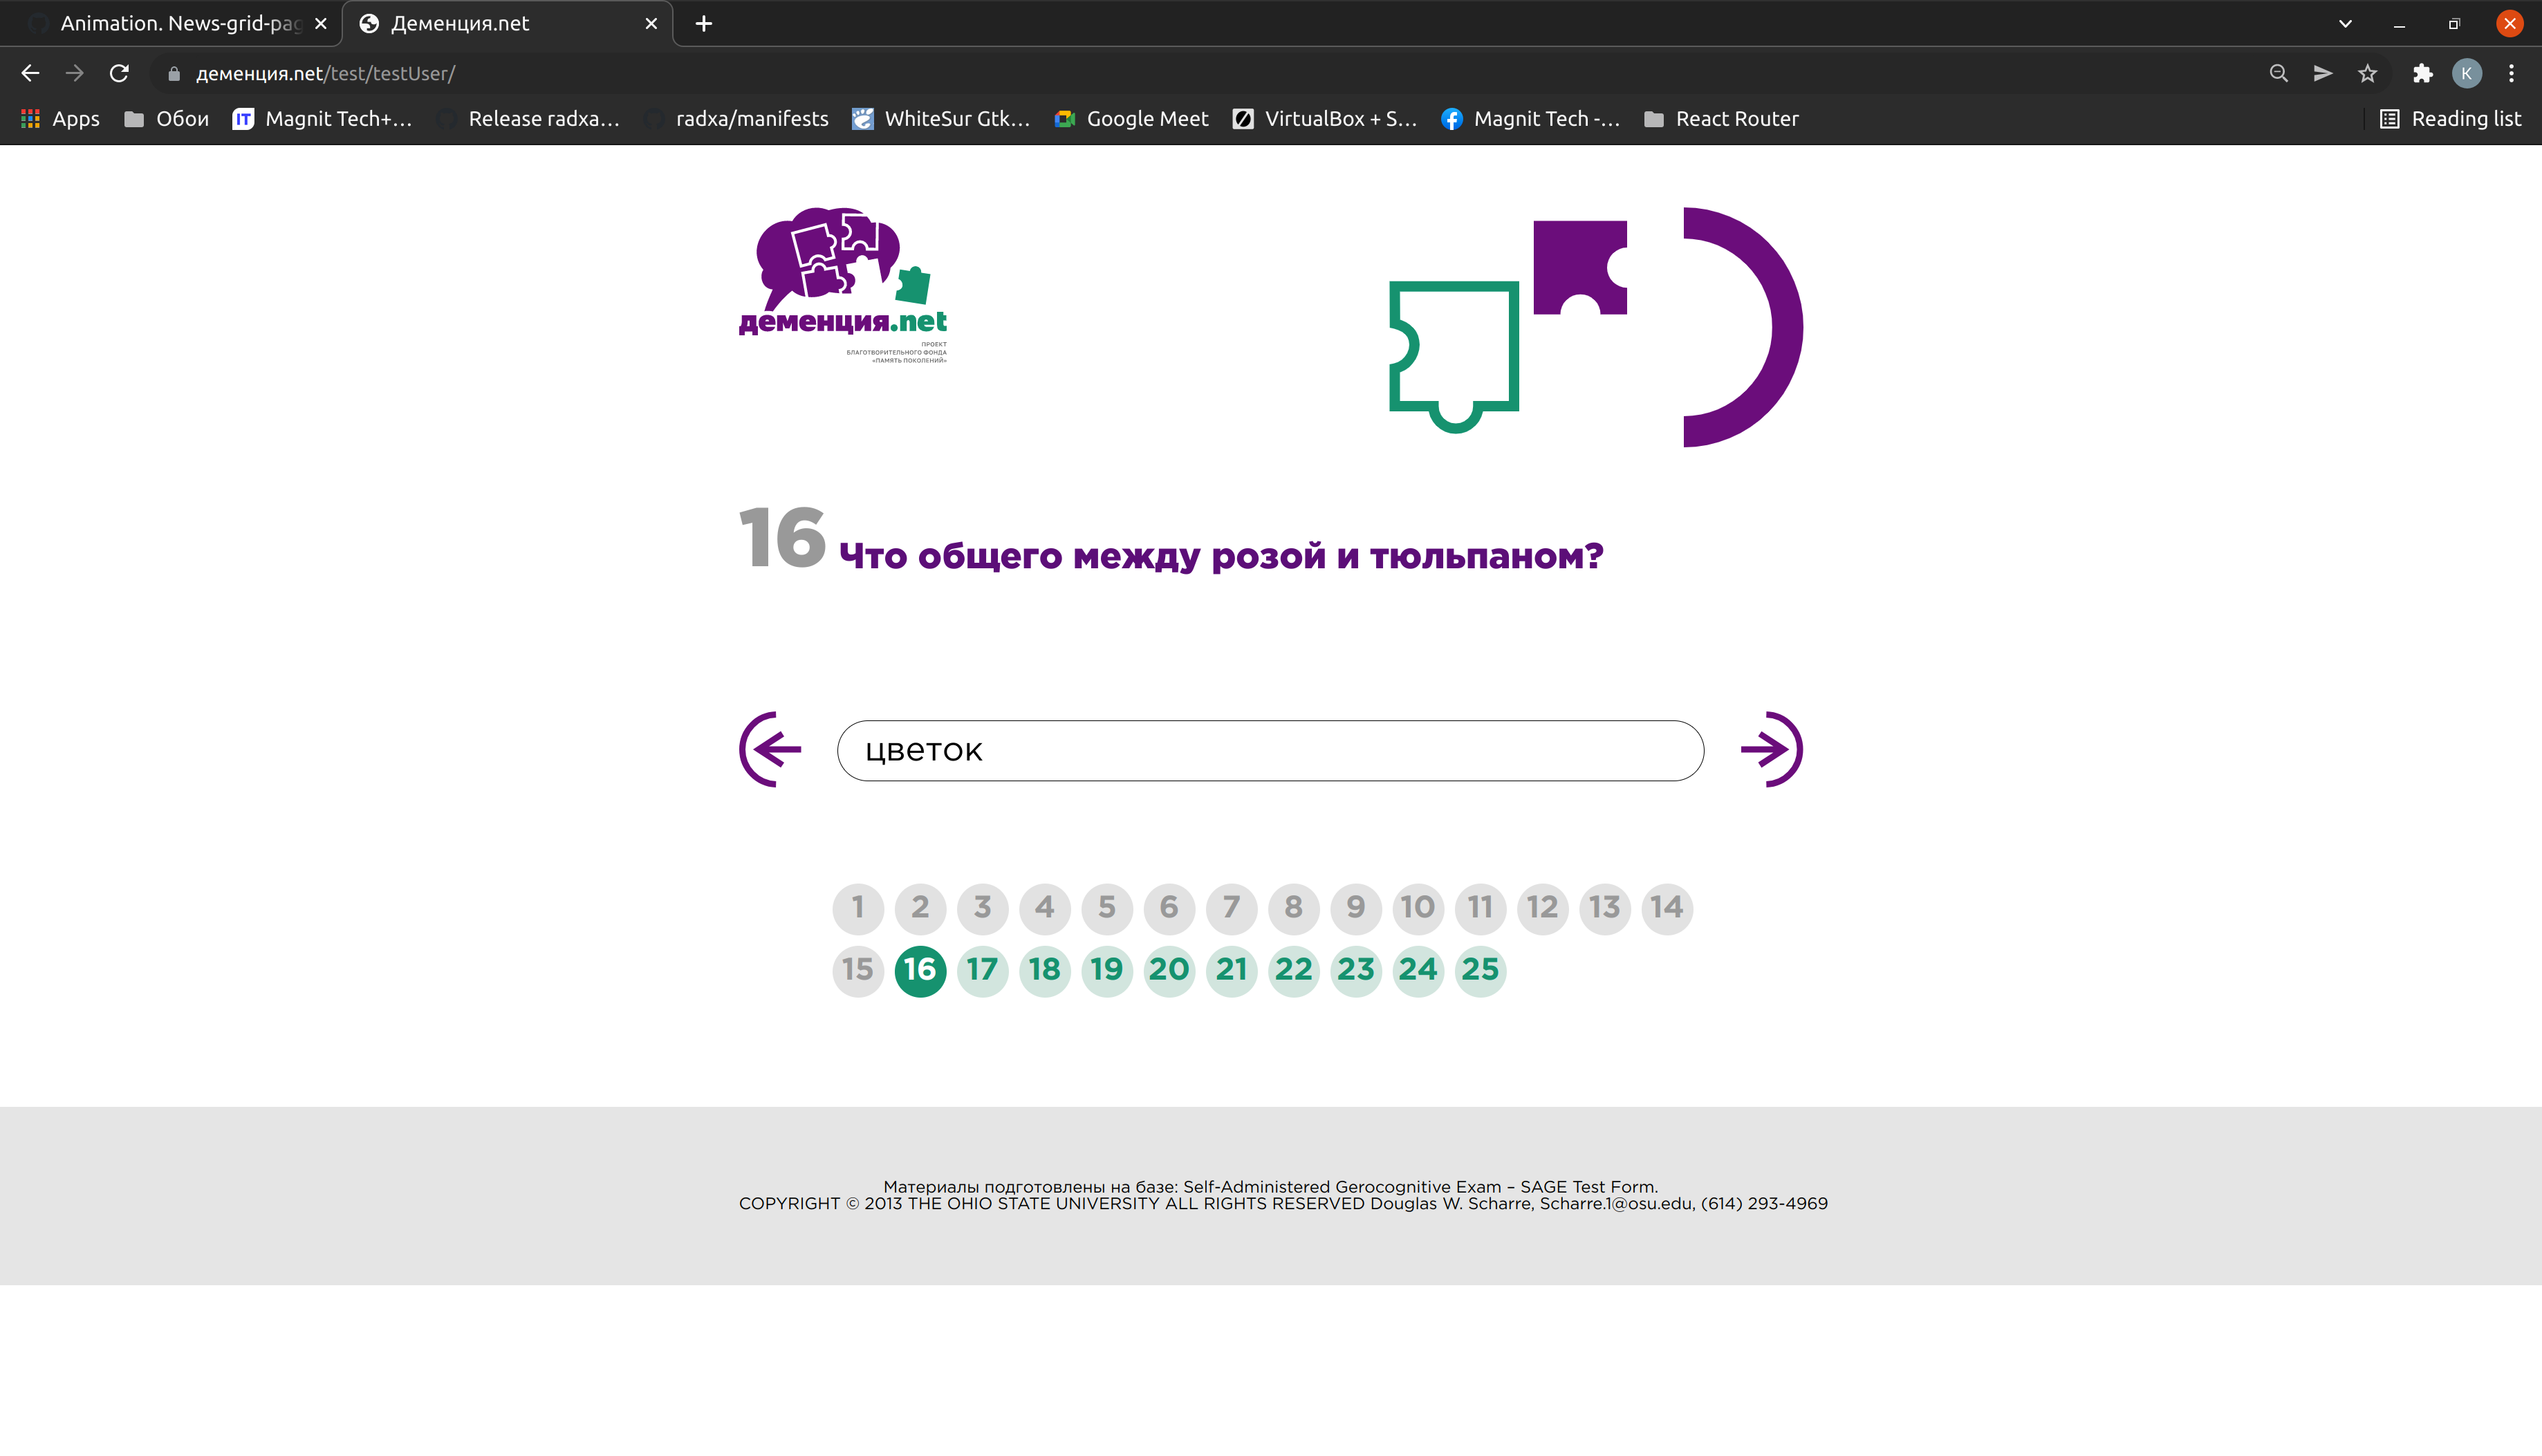 Animation. News-grid-pag
Деменция.net
деменция.net/test/testUser/
K
Apps
Обои
IT
Magnit Tech+...
Release radxa...
radxa/manifests
WhiteSur Gtk...
Google Meet
VirtualBox + S...
Magnit Tech -...
React Router
Reading list
деменция.net
ПРОЕКТ
БЛАГОТВОРИТЕЛЬНОГО ФОНДА
«ПАМЯТЬ ПОКОЛЕНИЙ»
16 Что общего между розой и тюльпаном?
цветок
1 2 3 4 5 6 7 8 9 10 11 12 13 14
15 16 17 18 19 20 21 22 23 24 25
Материалы подготовлены на базе: Self-Administered Gerocognitive Exam – SAGE Test Form.
COPYRIGHT © 2013 THE OHIO STATE UNIVERSITY ALL RIGHTS RESERVED Douglas W. Scharre, Scharre.1@osu.edu, (614) 293-4969